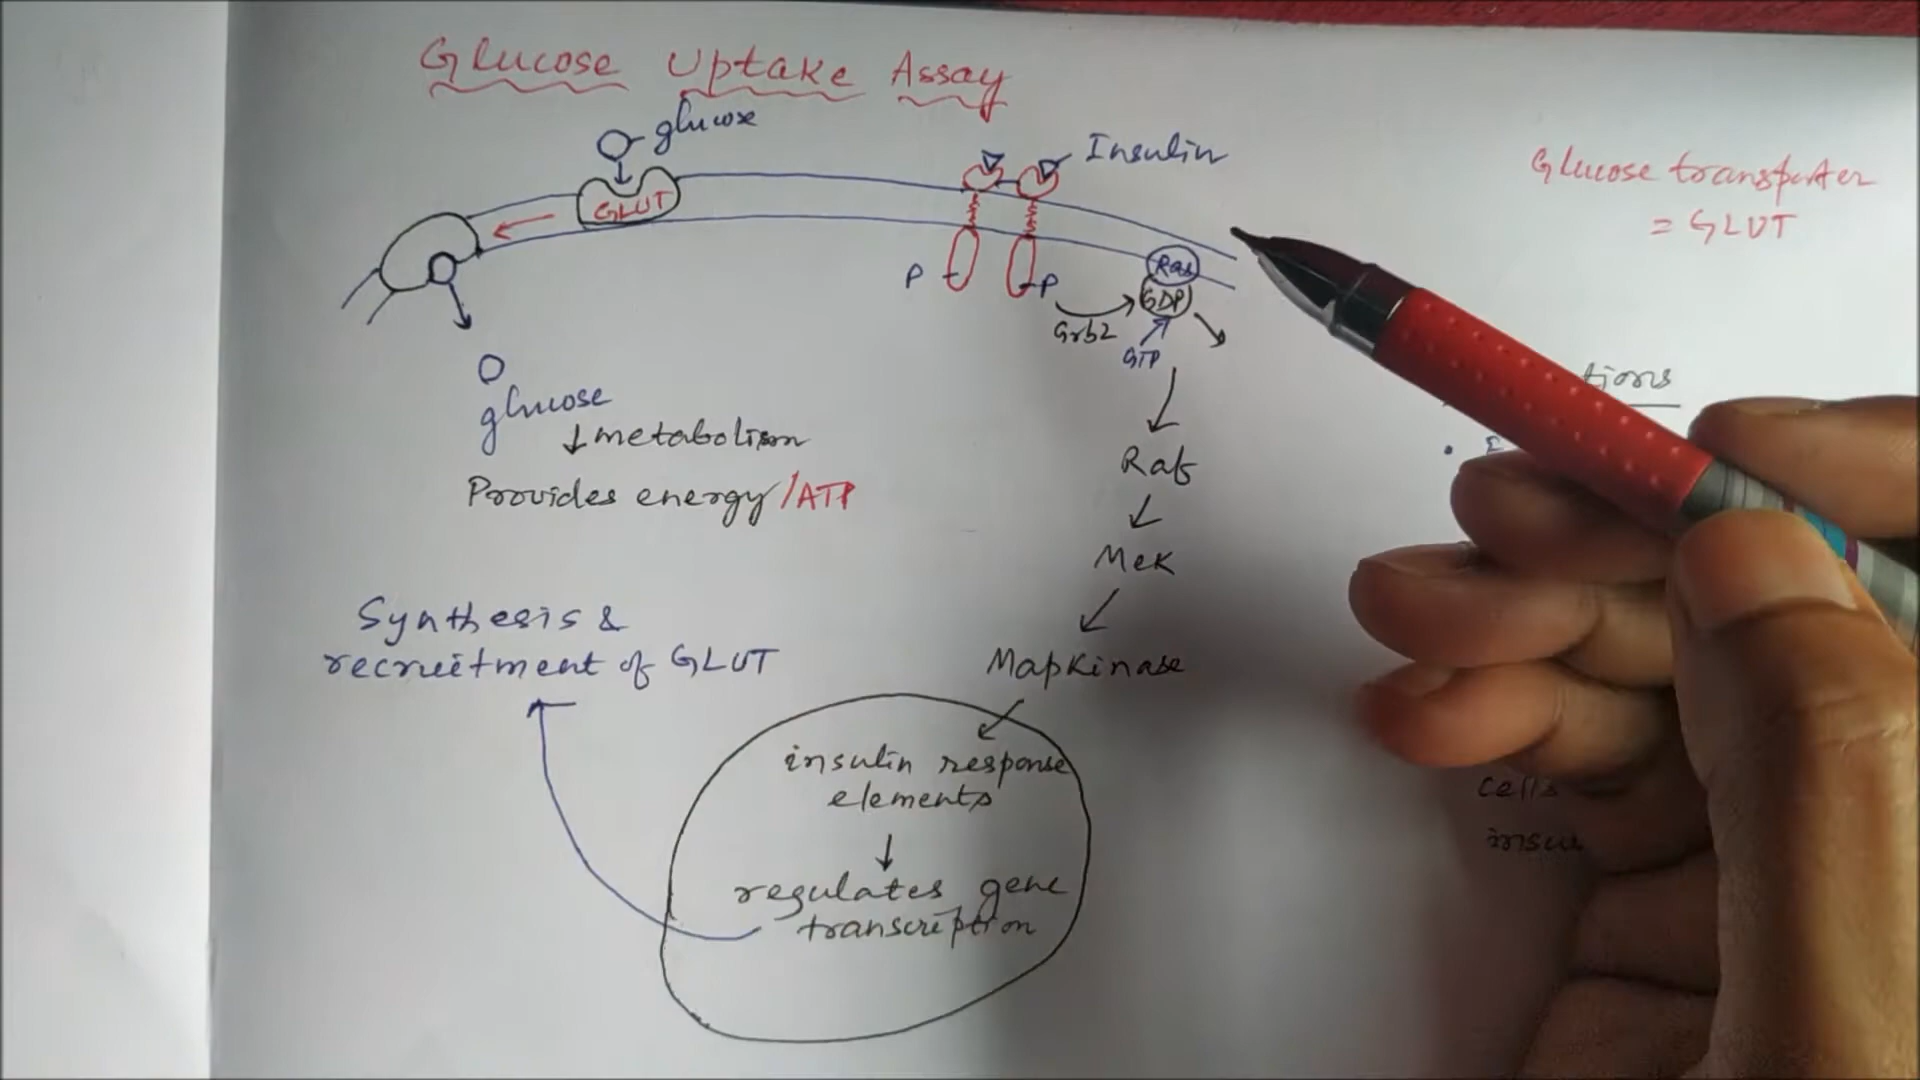 Glucose Uptake Assay
glucose
Insulin
GLUT
Glucose transporter
= GLUT
Ras
P
P
GDP
Grb2
GTP
glucose
↓ metabolism
Provides energy/ATP
tions
Raf
Mek
Synthesis &
recruitment of GLUT
Mapkinase
insulin response
elements
regulates gene
transcription
cells